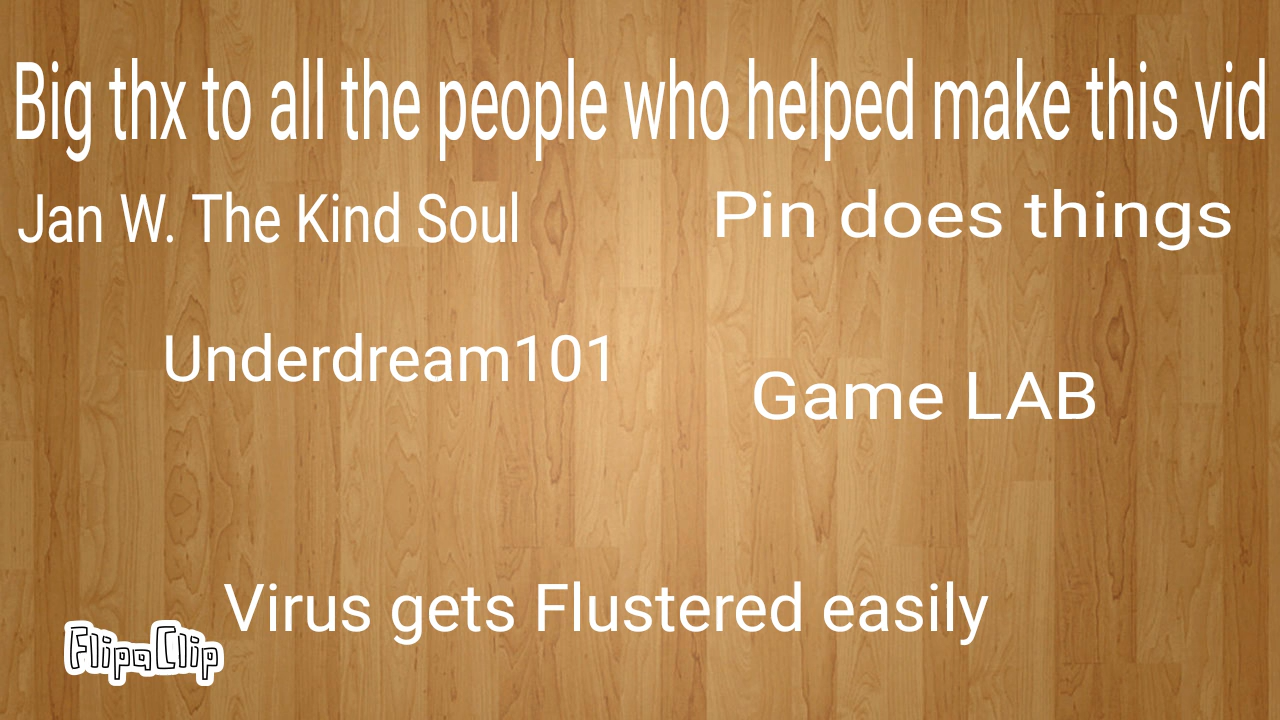 Big thx to all the people who helped make this vid
Jan W. The Kind Soul
Pin does things
Underdream101
Game LAB
Virus gets Flustered easily
FlipaClip